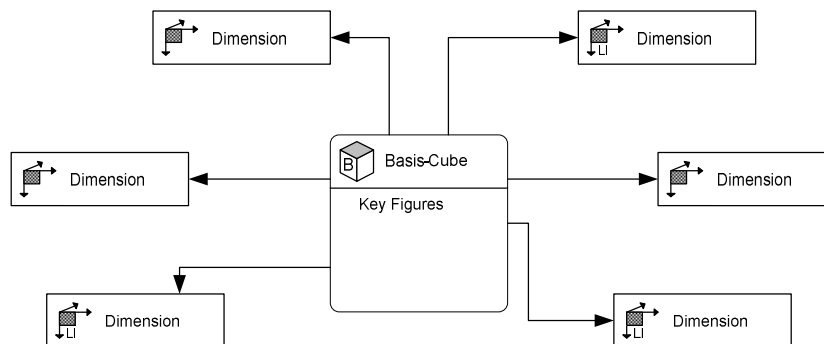 Dimension
LI
Dimension
B
Basis-Cube
Dimension
Dimension
Key Figures
LI
Dimension
LI
Dimension